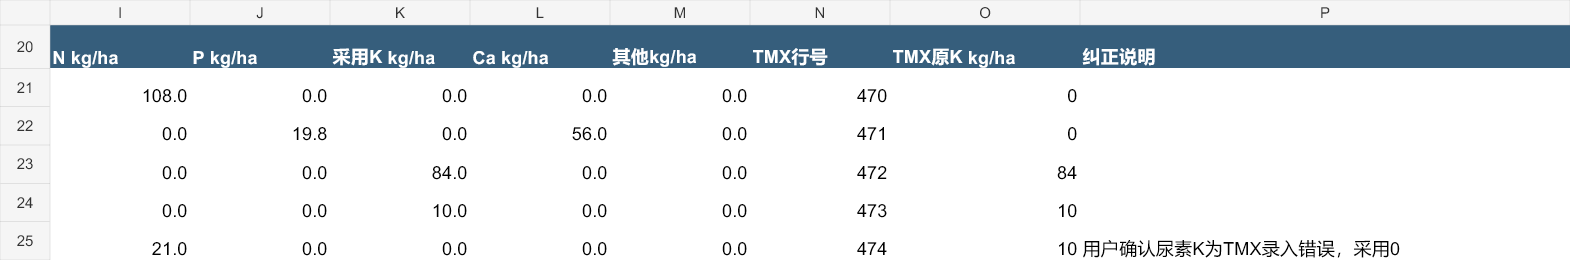 I J K L M N O P
20 N kg/ha P kg/ha 采用K kg/ha Ca kg/ha 其他kg/ha TMX行号 TMX原K kg/ha 纠正说明
21 108.0 0.0 0.0 0.0 0.0 470 0
22 0.0 19.8 0.0 56.0 0.0 471 0
23 0.0 0.0 84.0 0.0 0.0 472 84
24 0.0 0.0 10.0 0.0 0.0 473 10
25 21.0 0.0 0.0 0.0 0.0 474 10 用户确认尿素K为TMX录入错误，采用0